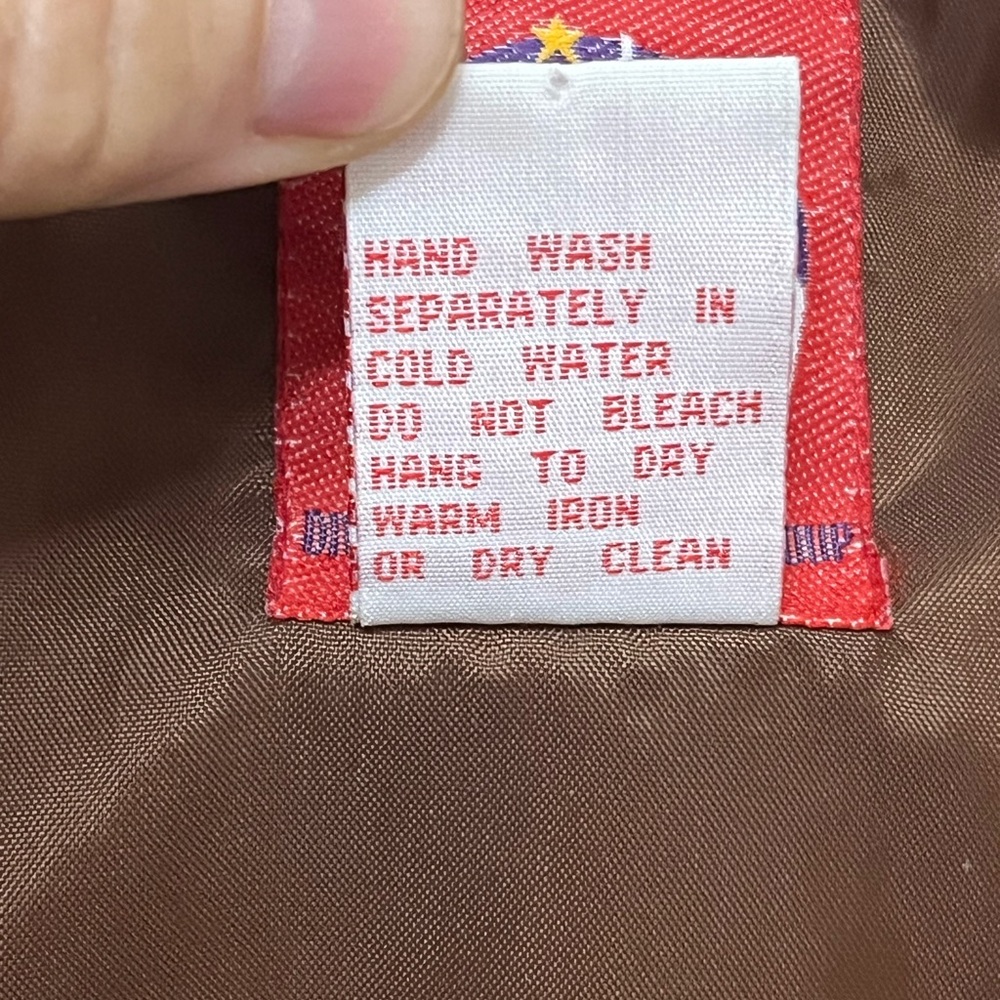 HAND WASH
SEPARATELY IN
COLD WATER
DO NOT BLEACH
HANG TO DRY
WARM IRON
OR DRY CLEAN